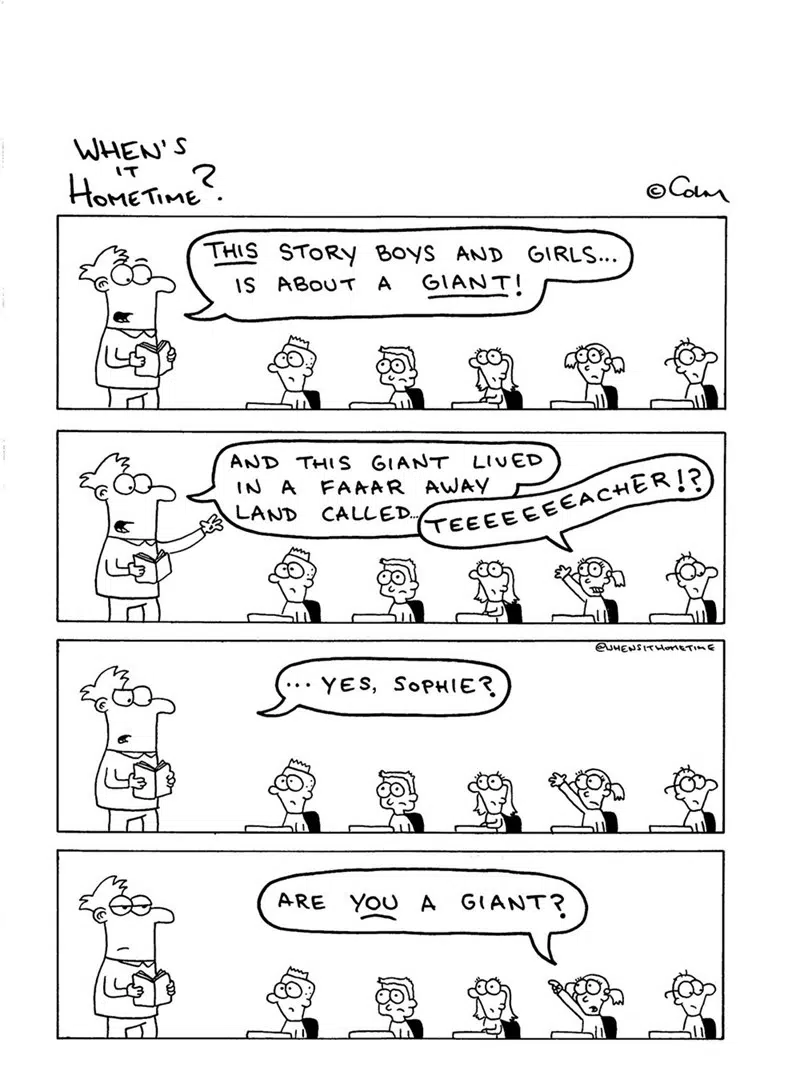 WHEN'S
IT
HOMETIME?
© Colm
THIS STORY BOYS AND GIRLS...
IS ABOUT A GIANT!
AND THIS GIANT LIVED
IN A FAAAR AWAY
LAND CALLED...
TEEEEEEEACHER!?
@WHENSITHOMETIME
... YES, SOPHIE?
ARE YOU A GIANT?